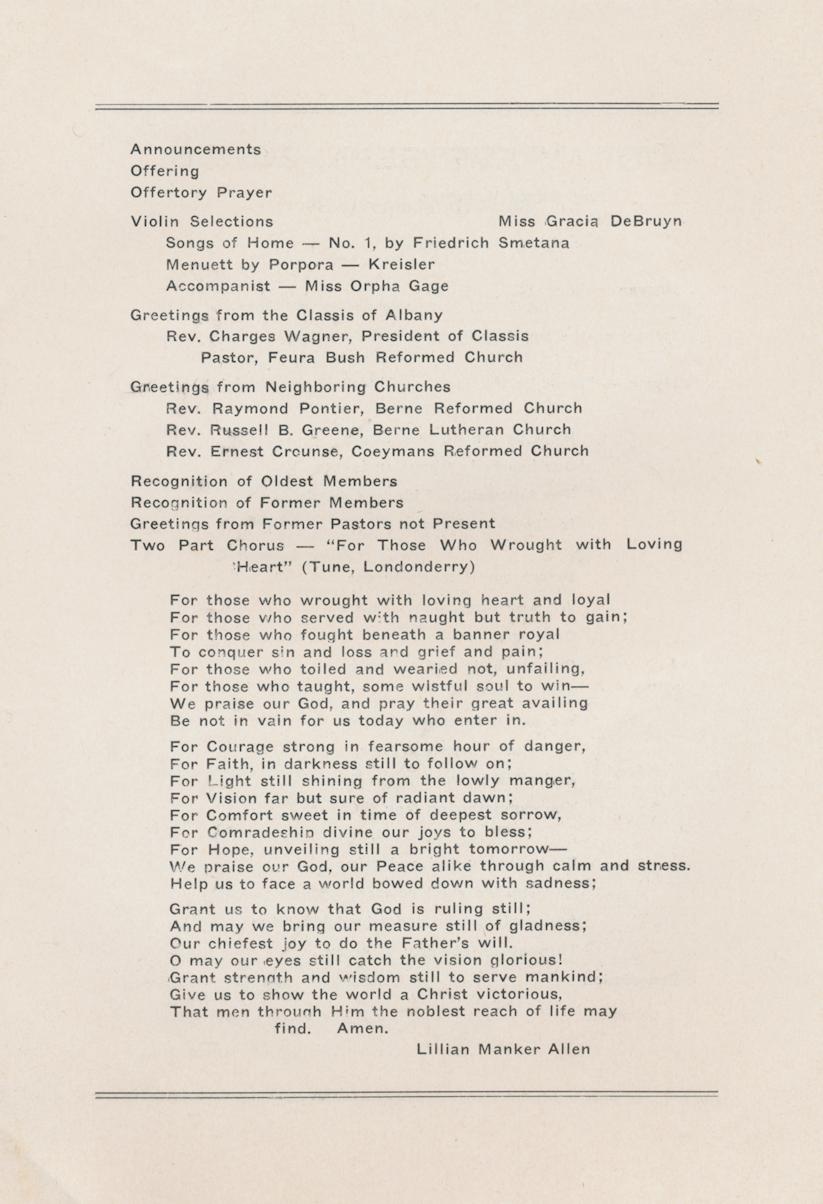 Announcements
Offering
Offertory Prayer
Violin Selections Miss Gracia DeBruyn
Songs of Home — No. 1, by Friedrich Smetana
Menuett by Porpora — Kreisler
Accompanist — Miss Orpha Gage
Greetings from the Classis of Albany
Rev. Charges Wagner, President of Classis
Pastor, Feura Bush Reformed Church
Greetings from Neighboring Churches
Rev. Raymond Pontier, Berne Reformed Church
Rev. Russell B. Greene, Berne Lutheran Church
Rev. Ernest Crounse, Coeymans Reformed Church
Recognition of Oldest Members
Recognition of Former Members
Greetings from Former Pastors not Present
Two Part Chorus — “For Those Who Wrought with Loving
Heart” (Tune, Londonderry)
For those who wrought with loving heart and loyal
For those who served with naught but truth to gain;
For those who fought beneath a banner royal
To conquer sin and loss and grief and pain;
For those who toiled and wearied not, unfailing,
For those who taught, some wistful soul to win—
We praise our God, and pray their great availing
Be not in vain for us today who enter in.
For Courage strong in fearsome hour of danger,
For Faith, in darkness still to follow on;
For Light still shining from the lowly manger,
For Vision far but sure of radiant dawn;
For Comfort sweet in time of deepest sorrow,
For Comradeship divine our joys to bless;
For Hope, unveiling still a bright tomorrow—
We praise our God, our Peace alike through calm and stress.
Help us to face a world bowed down with sadness;
Grant us to know that God is ruling still;
And may we bring our measure still of gladness;
Our chiefest joy to do the Father's will.
O may our eyes still catch the vision glorious!
Grant strength and wisdom still to serve mankind;
Give us to show the world a Christ victorious,
That men through Him the noblest reach of life may
find. Amen.
Lillian Manker Allen